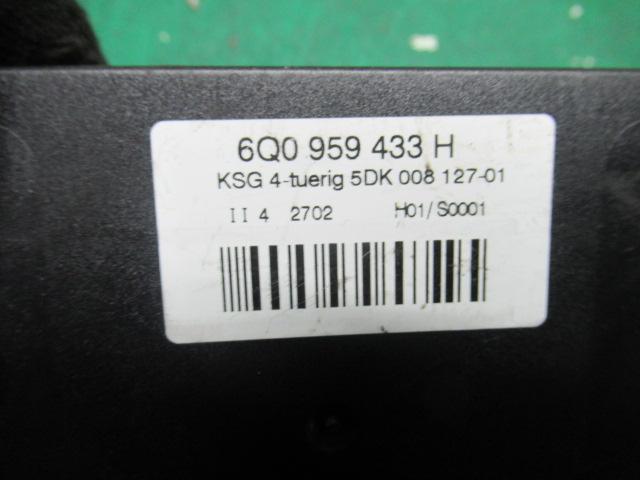 6Q0 959 433 H
KSG 4-tuerig 5DK 008 127-01
II 4 2702 H01/S0001